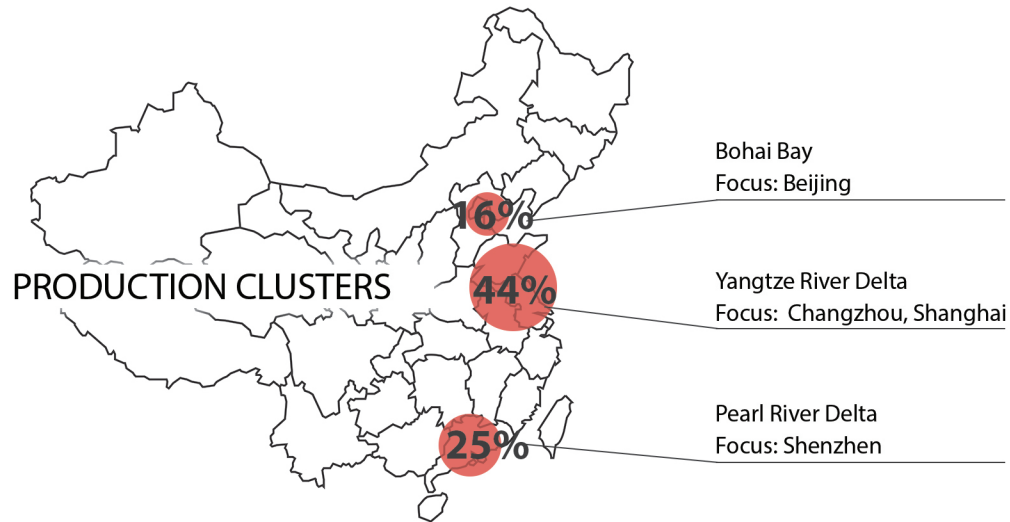 Bohai Bay
Focus: Beijing
16%
PRODUCTION CLUSTERS
44%
Yangtze River Delta
Focus: Changzhou, Shanghai
Pearl River Delta
Focus: Shenzhen
25%